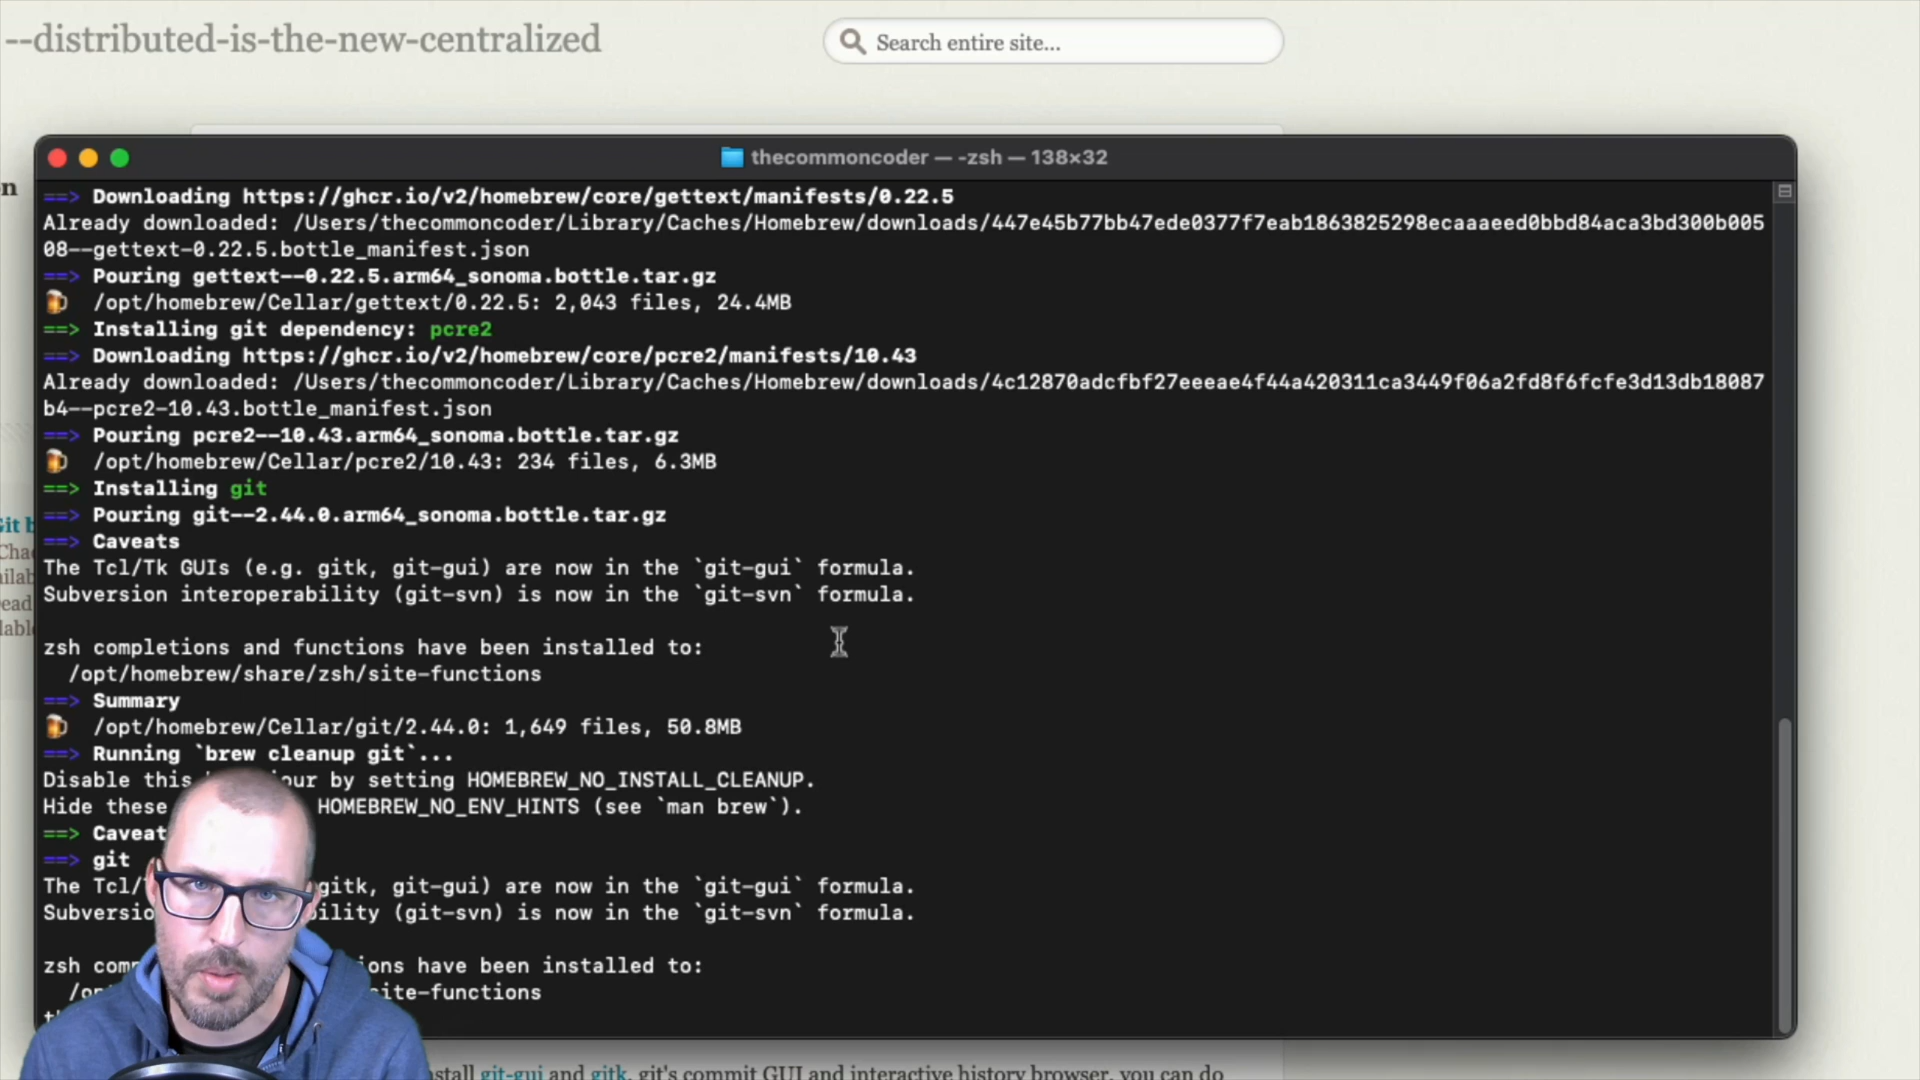 --distributed-is-the-new-centralized
Search entire site...
thecommoncoder — -zsh — 138×32
==> Downloading https://ghcr.io/v2/homebrew/core/gettext/manifests/0.22.5
Already downloaded: /Users/thecommoncoder/Library/Caches/Homebrew/downloads/447e45b77bb47ede0377f7eab1863825298ecaaaeed0bbd84aca3bd300b005
08--gettext-0.22.5.bottle_manifest.json
==> Pouring gettext--0.22.5.arm64_sonoma.bottle.tar.gz
/opt/homebrew/Cellar/gettext/0.22.5: 2,043 files, 24.4MB
==> Installing git dependency: pcre2
==> Downloading https://ghcr.io/v2/homebrew/core/pcre2/manifests/10.43
Already downloaded: /Users/thecommoncoder/Library/Caches/Homebrew/downloads/4c12870adcfbf27eeeae4f44a420311ca3449f06a2fd8f6fcfe3d13db18087
b4--pcre2-10.43.bottle_manifest.json
==> Pouring pcre2--10.43.arm64_sonoma.bottle.tar.gz
/opt/homebrew/Cellar/pcre2/10.43: 234 files, 6.3MB
==> Installing git
==> Pouring git--2.44.0.arm64_sonoma.bottle.tar.gz
==> Caveats
The Tcl/Tk GUIs (e.g. gitk, git-gui) are now in the `git-gui` formula.
Subversion interoperability (git-svn) is now in the `git-svn` formula.
zsh completions and functions have been installed to:
/opt/homebrew/share/zsh/site-functions
==> Summary
/opt/homebrew/Cellar/git/2.44.0: 1,649 files, 50.8MB
==> Running `brew cleanup git`...
Disable this our by setting HOMEBREW_NO_INSTALL_CLEANUP.
Hide these HOMEBREW_NO_ENV_HINTS (see `man brew`).
==> Caveat
==> git
The Tcl/ gitk, git-gui) are now in the `git-gui` formula.
Subversio ility (git-svn) is now in the `git-svn` formula.
zsh com ions have been installed to:
site-functions
stall git-gui and gitk, git's commit GUI and interactive history browser, you can do